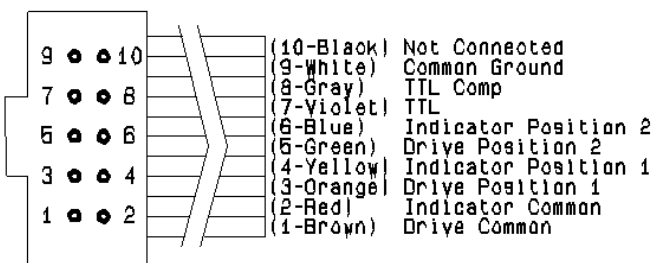 9 10
7 8
5 6
3 4
1 2
(10-Black) Not Connected
(9-White) Common Ground
(8-Gray) TTL Comp
(7-Violet) TTL
(6-Blue) Indicator Position 2
(5-Green) Drive Position 2
(4-Yellow) Indicator Position 1
(3-Orange) Drive Position 1
(2-Red) Indicator Common
(1-Brown) Drive Common